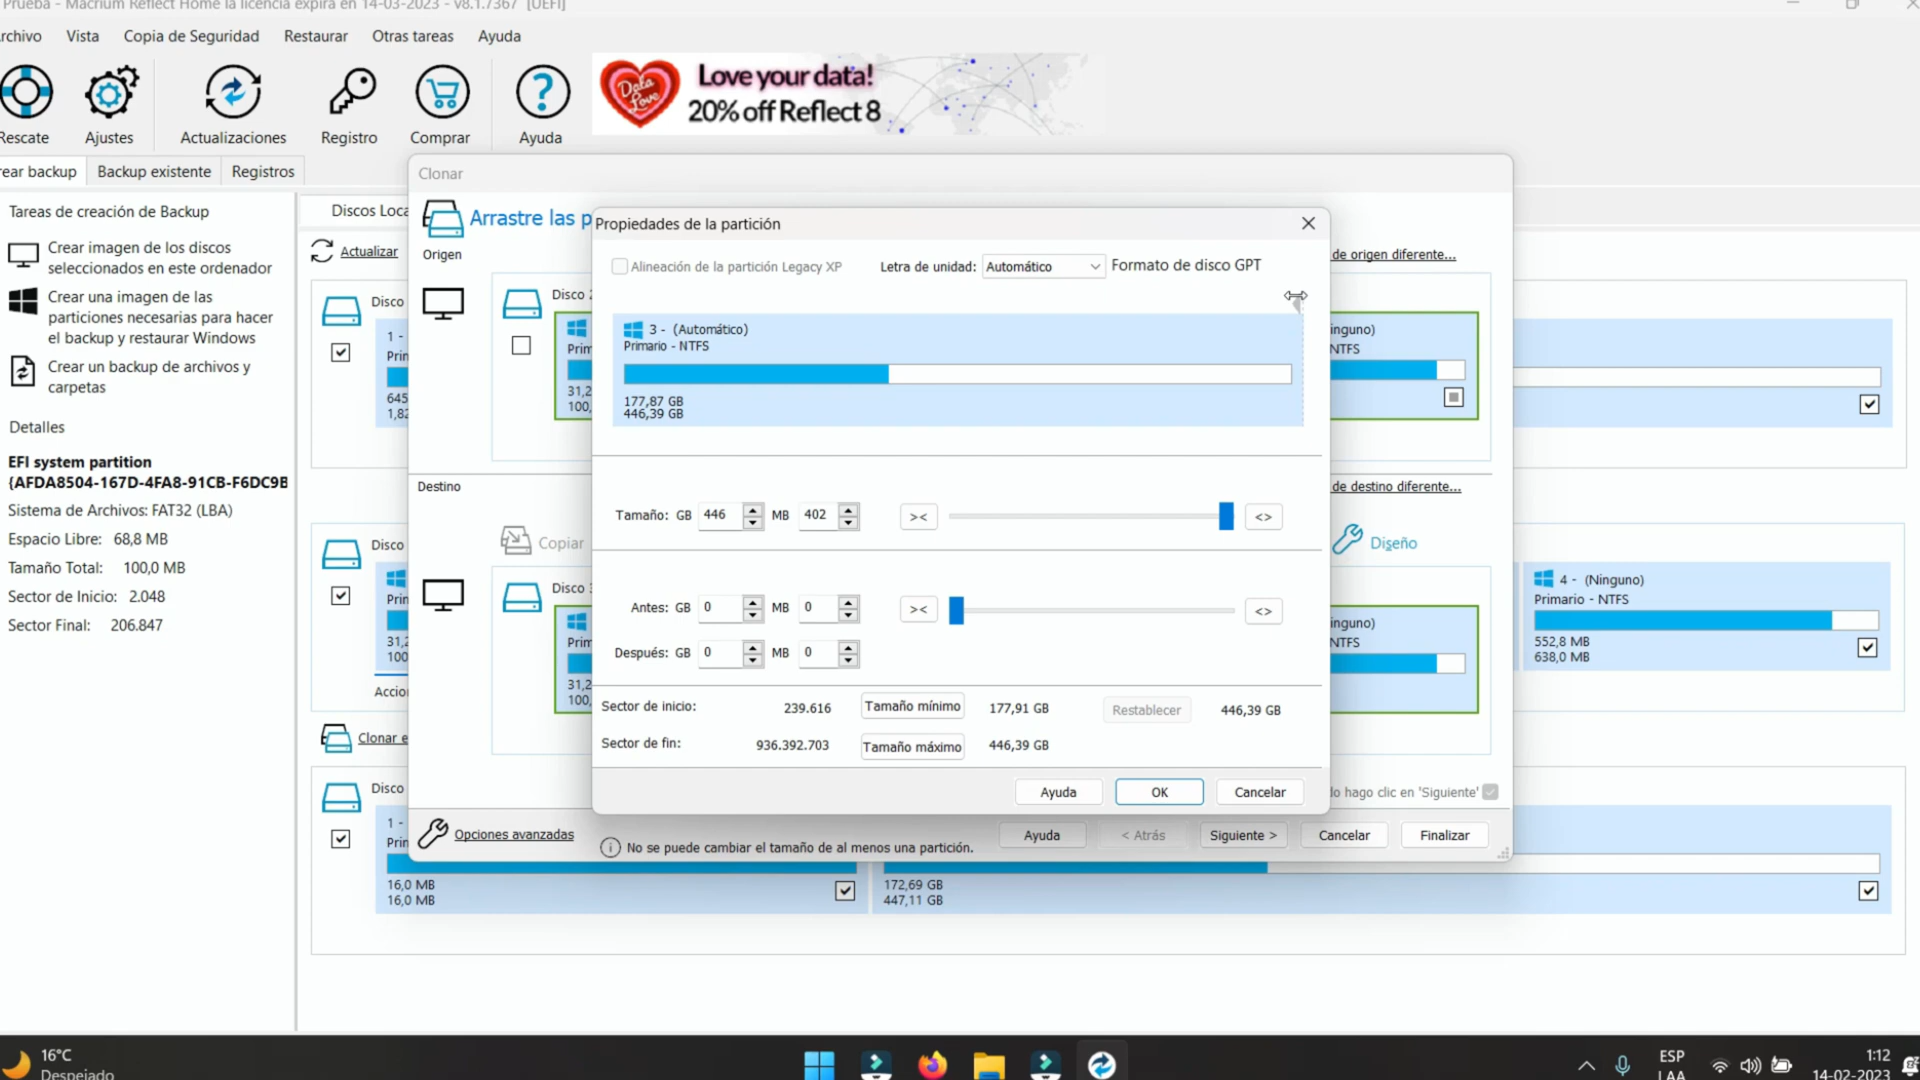 Prueba - Macrium Reflect Home la licencia expira en 14-03-2023 - v8.1.7367 [UEFI]
rchivo Vista Copia de Seguridad Restaurar Otras tareas Ayuda
Rescate Ajustes Actualizaciones Registro Comprar Ayuda
Data Love
Love your data!
20% off Reflect 8
rear backup Backup existente Registros
Tareas de creación de Backup
Crear imagen de los discos
seleccionados en este ordenador
Crear una imagen de las
particiones necesarias para hacer
el backup y restaurar Windows
Crear un backup de archivos y
carpetas
Detalles
EFI system partition
{AFDA8504-167D-4FA8-91CB-F6DC9B
Sistema de Archivos: FAT32 (LBA)
Espacio Libre: 68,8 MB
Tamaño Total: 100,0 MB
Sector de Inicio: 2.048
Sector Final: 206.847
Discos Loca
Actualizar
Disco
1 -
Prin
645
1,82
Disco
Prin
31,2
100
Accion
Clonar e
Disco
1 -
Prin
16,0 MB
16,0 MB
172,69 GB
447,11 GB
4 - (Ninguno)
Primario - NTFS
552,8 MB
638,0 MB
Clonar
Arrastre las p
Origen
Disco 2
Prim
31,2
100,
de origen diferente...
inguno)
NTFS
Destino
de destino diferente...
Copiar
Diseño
Disco 3
Prim
31,2
100,
inguno)
NTFS
do hago clic en 'Siguiente'
Opciones avanzadas
No se puede cambiar el tamaño de al menos una partición.
Ayuda < Atrás Siguiente > Cancelar Finalizar
Propiedades de la partición
Alineación de la partición Legacy XP Letra de unidad: Automático Formato de disco GPT
3 - (Automático)
Primario - NTFS
177,87 GB
446,39 GB
Tamaño: GB 446 MB 402 >< <>
Antes: GB 0 MB 0 >< <>
Después: GB 0 MB 0
Sector de inicio: 239.616 Tamaño mínimo 177,91 GB Restablecer 446,39 GB
Sector de fin: 936.392.703 Tamaño máximo 446,39 GB
Ayuda OK Cancelar
16°C
Despejado
ESP
LAA
1:12
14-02-2023